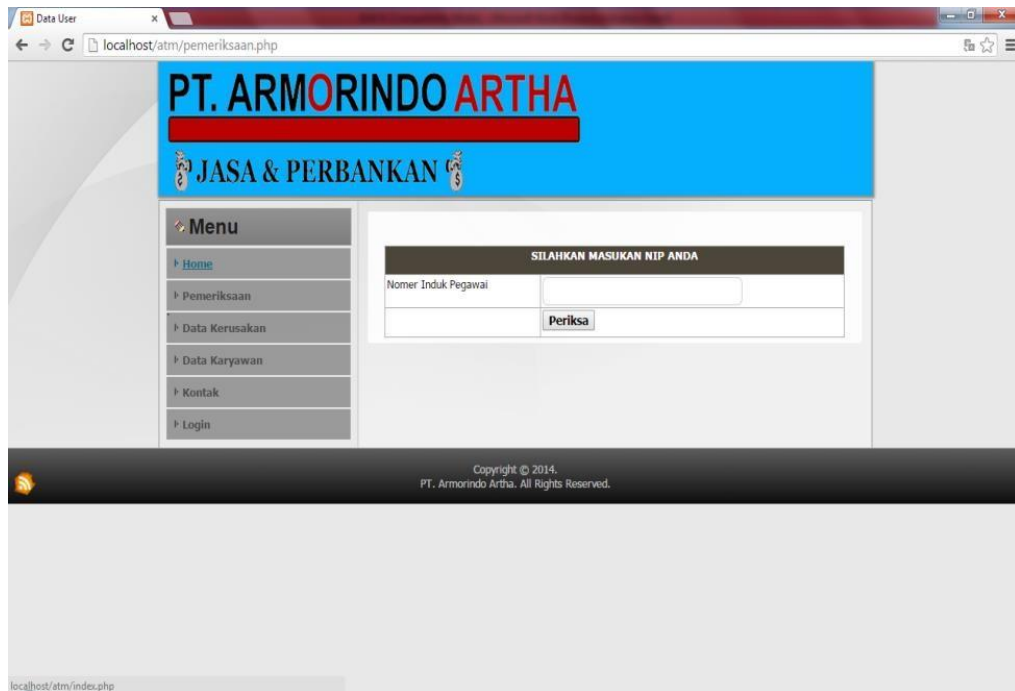 Data User
localhost/atm/pemeriksaan.php
PT. ARMORINDO ARTHA
JASA & PERBANKAN
Menu
Home
Pemeriksaan
Data Kerusakan
Data Karyawan
Kontak
Login
SILAHKAN MASUKAN NIP ANDA
Nomer Induk Pegawai
Periksa
Copyright © 2014.
PT. Armorindo Artha. All Rights Reserved.
localhost/atm/index.php